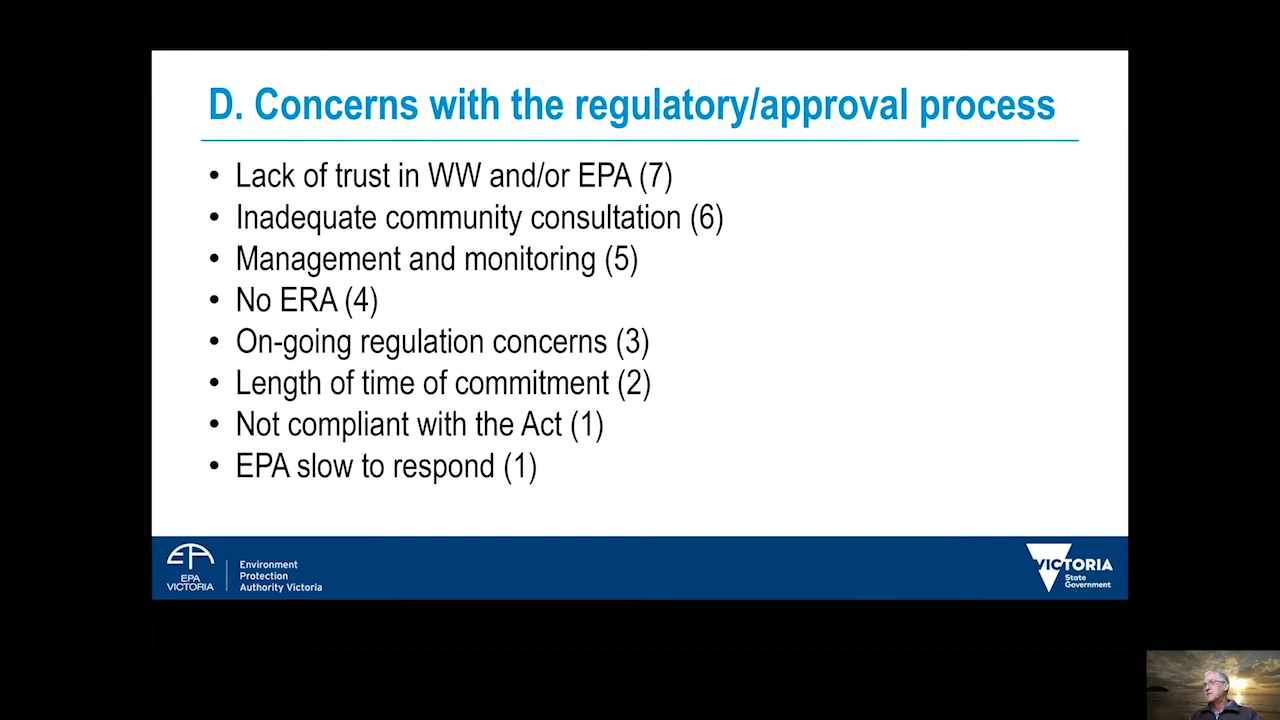 D. Concerns with the regulatory/approval process
• Lack of trust in WW and/or EPA (7)
• Inadequate community consultation (6)
• Management and monitoring (5)
• No ERA (4)
• On-going regulation concerns (3)
• Length of time of commitment (2)
• Not compliant with the Act (1)
• EPA slow to respond (1)
EPA
EPA
VICTORIA
Environment
Protection
Authority Victoria
VICTORIA
State
Government